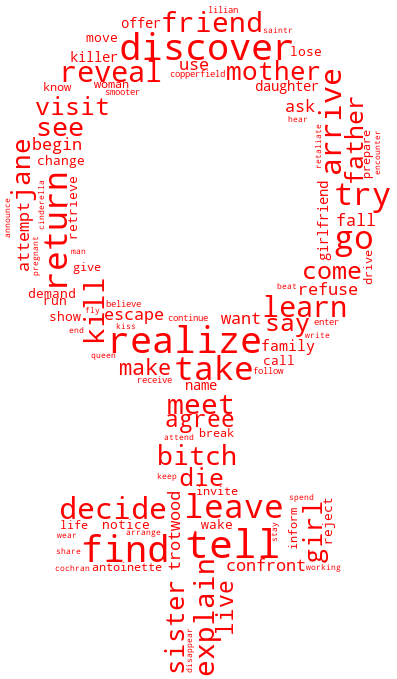 lilian
offer friend
saintr
move discover
killer use lose
reveal mother
copperfield
know woman daughter
smooter
visit ask
hear
see arrive father
begin
retaliate
prepare
encounter
change
jane
attempt
return
retrieve
try
girlfriend
fall
announce
cinderella
pregnant
man
go
give come
drive
demand refuse
beat
run believe learn
kill
fly
show escape continue want say enter
end kiss
write
realize family
queen
make take call
receive
follow
name
meet
agree
attend break
bitch
keep die
invite
decide leave spend
life notice wake
trotwood
stay
inform
girl
reject
wear arrange
find tell
share
cochran antoinette confront working
sister
disappear
explain
live